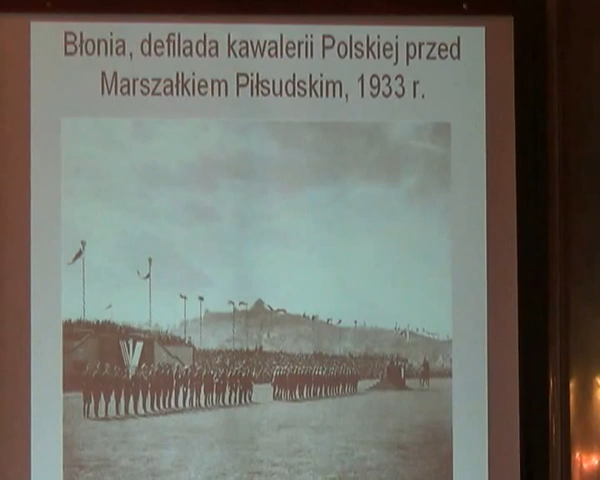 Błonia, defilada kawalerii Polskiej przed
Marszałkiem Piłsudskim, 1933 r.